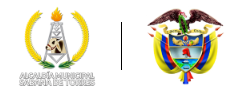 ALCALDÍA MUNICIPAL
SABANA DE TORRES